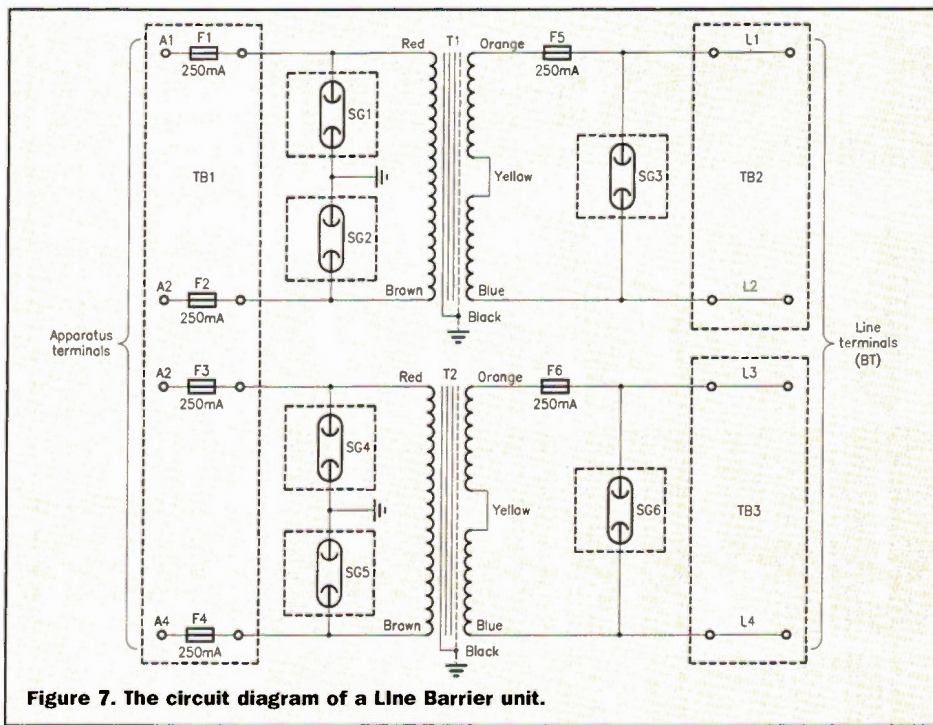 A1 F1 Red T1 Orange F5 L1
250mA 250mA
SG1
TB1 Yellow SG3 TB2
SG2
A2 F2 Brown Blue L2
250mA Black
Apparatus
terminals
Line
terminals
(BT)
A2 F3 Red T2 Orange F6 L3
250mA 250mA
SG4
Yellow SG6 TB3
SG5
A4 F4 Brown Blue L4
250mA Black
Figure 7. The circuit diagram of a LIne Barrier unit.